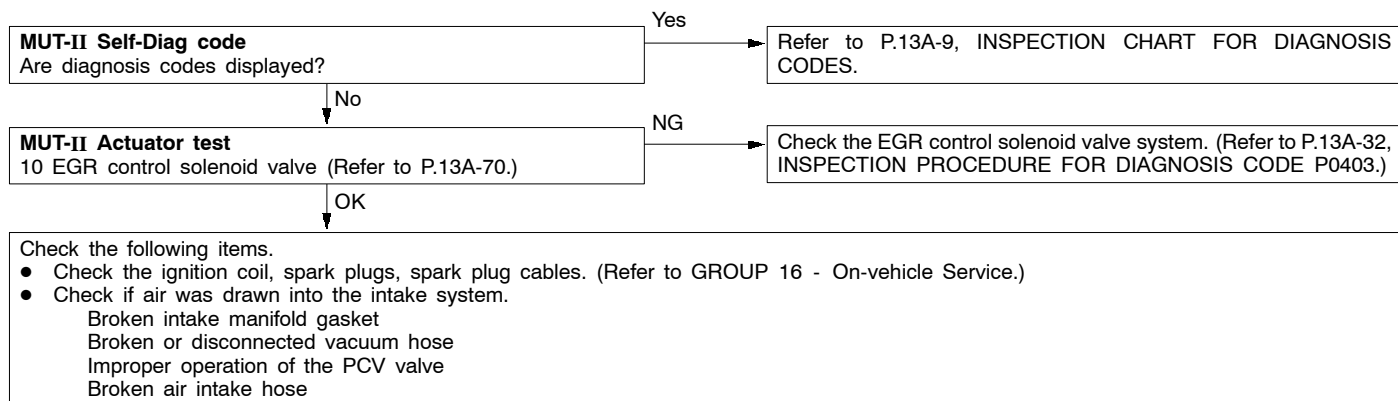 Yes
MUT-II Self-Diag code
Are diagnosis codes displayed?
Refer to P.13A-9, INSPECTION CHART FOR DIAGNOSIS
CODES.
No
MUT-II Actuator test
10 EGR control solenoid valve (Refer to P.13A-70.)
NG
Check the EGR control solenoid valve system. (Refer to P.13A-32,
INSPECTION PROCEDURE FOR DIAGNOSIS CODE P0403.)
OK
Check the following items.
● Check the ignition coil, spark plugs, spark plug cables. (Refer to GROUP 16 - On-vehicle Service.)
● Check if air was drawn into the intake system.
Broken intake manifold gasket
Broken or disconnected vacuum hose
Improper operation of the PCV valve
Broken air intake hose